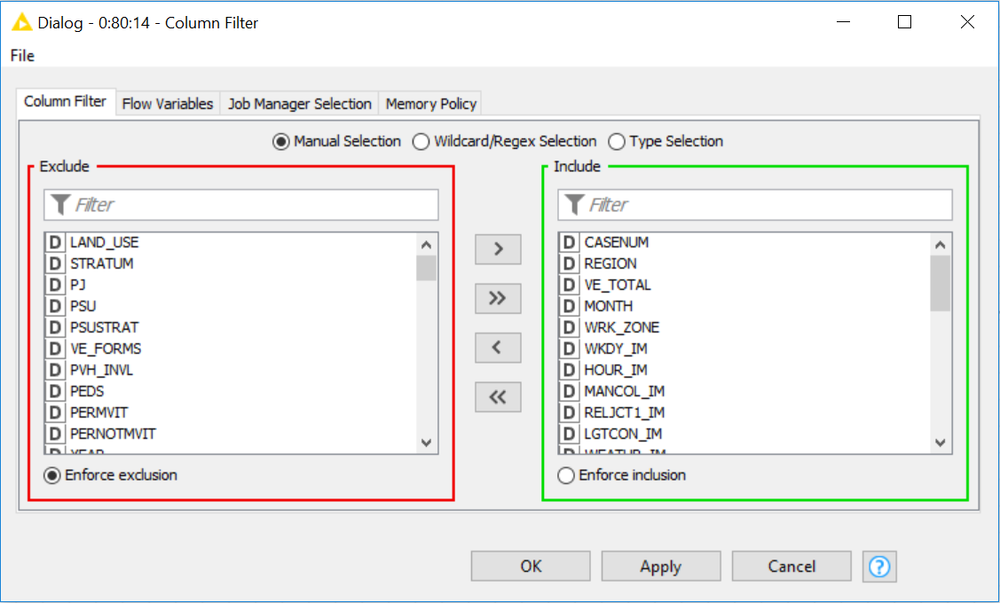 Dialog - 0:80:14 - Column Filter
File
Column Filter Flow Variables Job Manager Selection Memory Policy
Manual Selection Wildcard/Regex Selection Type Selection
Exclude
Filter
D LAND_USE
D STRATUM
D PJ
D PSU
D PSUSTRAT
D VE_FORMS
D PVH_INVL
D PEDS
D PERMVIT
D PERNOTMVIT
D YEAR
Enforce exclusion
>
>>
<
<<
Include
Filter
D CASENUM
D REGION
D VE_TOTAL
D MONTH
D WRK_ZONE
D WKDY_IM
D HOUR_IM
D MANCOL_IM
D RELJCT1_IM
D LGTCON_IM
D WEATHR_IM
Enforce inclusion
OK Apply Cancel ?